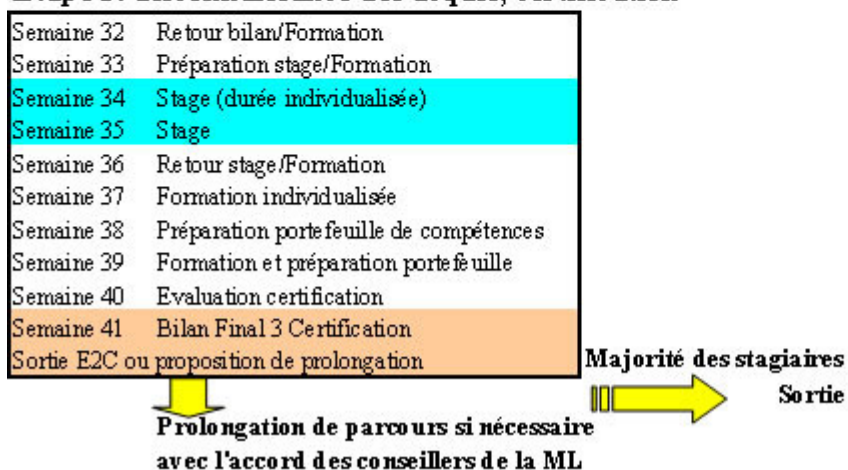 Semaine 32 Retour bilan/Formation
Semaine 33 Préparation stage/Formation
Semaine 34 Stage (durée individualisée)
Semaine 35 Stage
Semaine 36 Retour stage/Formation
Semaine 37 Formation individualisée
Semaine 38 Préparation portefeuille de compétences
Semaine 39 Formation et préparation portefeuille
Semaine 40 Evaluation certification
Semaine 41 Bilan Final 3 Certification
Sortie E2C ou proposition de prolongation
Majorité des stagiaires
Sortie
Prolongation de parcours si nécessaire
avec l'accord des conseillers de la ML